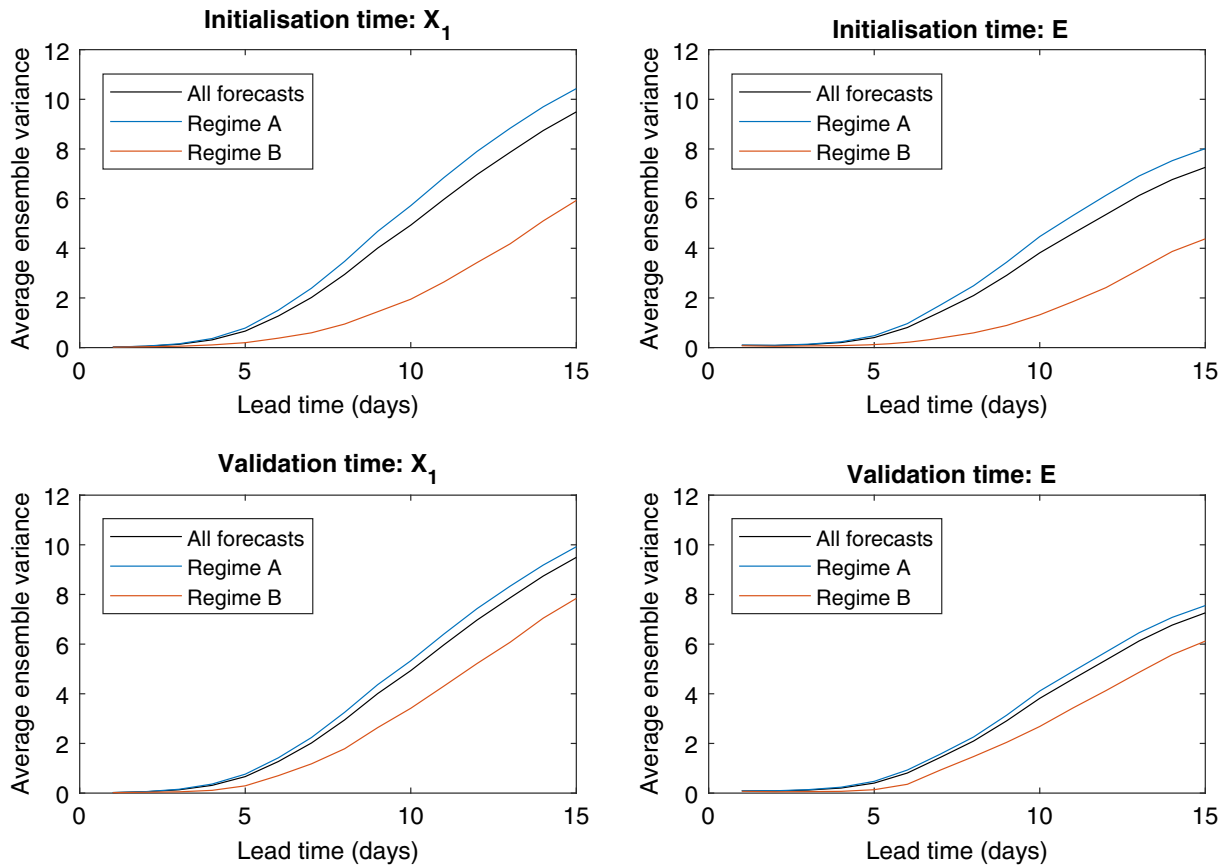 Initialisation time: X₁
Average ensemble variance
12
10
8
6
4
2
0
All forecasts
Regime A
Regime B
0
5
10
15
Lead time (days)
Initialisation time: E
Average ensemble variance
12
10
8
6
4
2
0
All forecasts
Regime A
Regime B
0
5
10
15
Lead time (days)
Validation time: X₁
Average ensemble variance
12
10
8
6
4
2
0
All forecasts
Regime A
Regime B
0
5
10
15
Lead time (days)
Validation time: E
Average ensemble variance
12
10
8
6
4
2
0
All forecasts
Regime A
Regime B
0
5
10
15
Lead time (days)